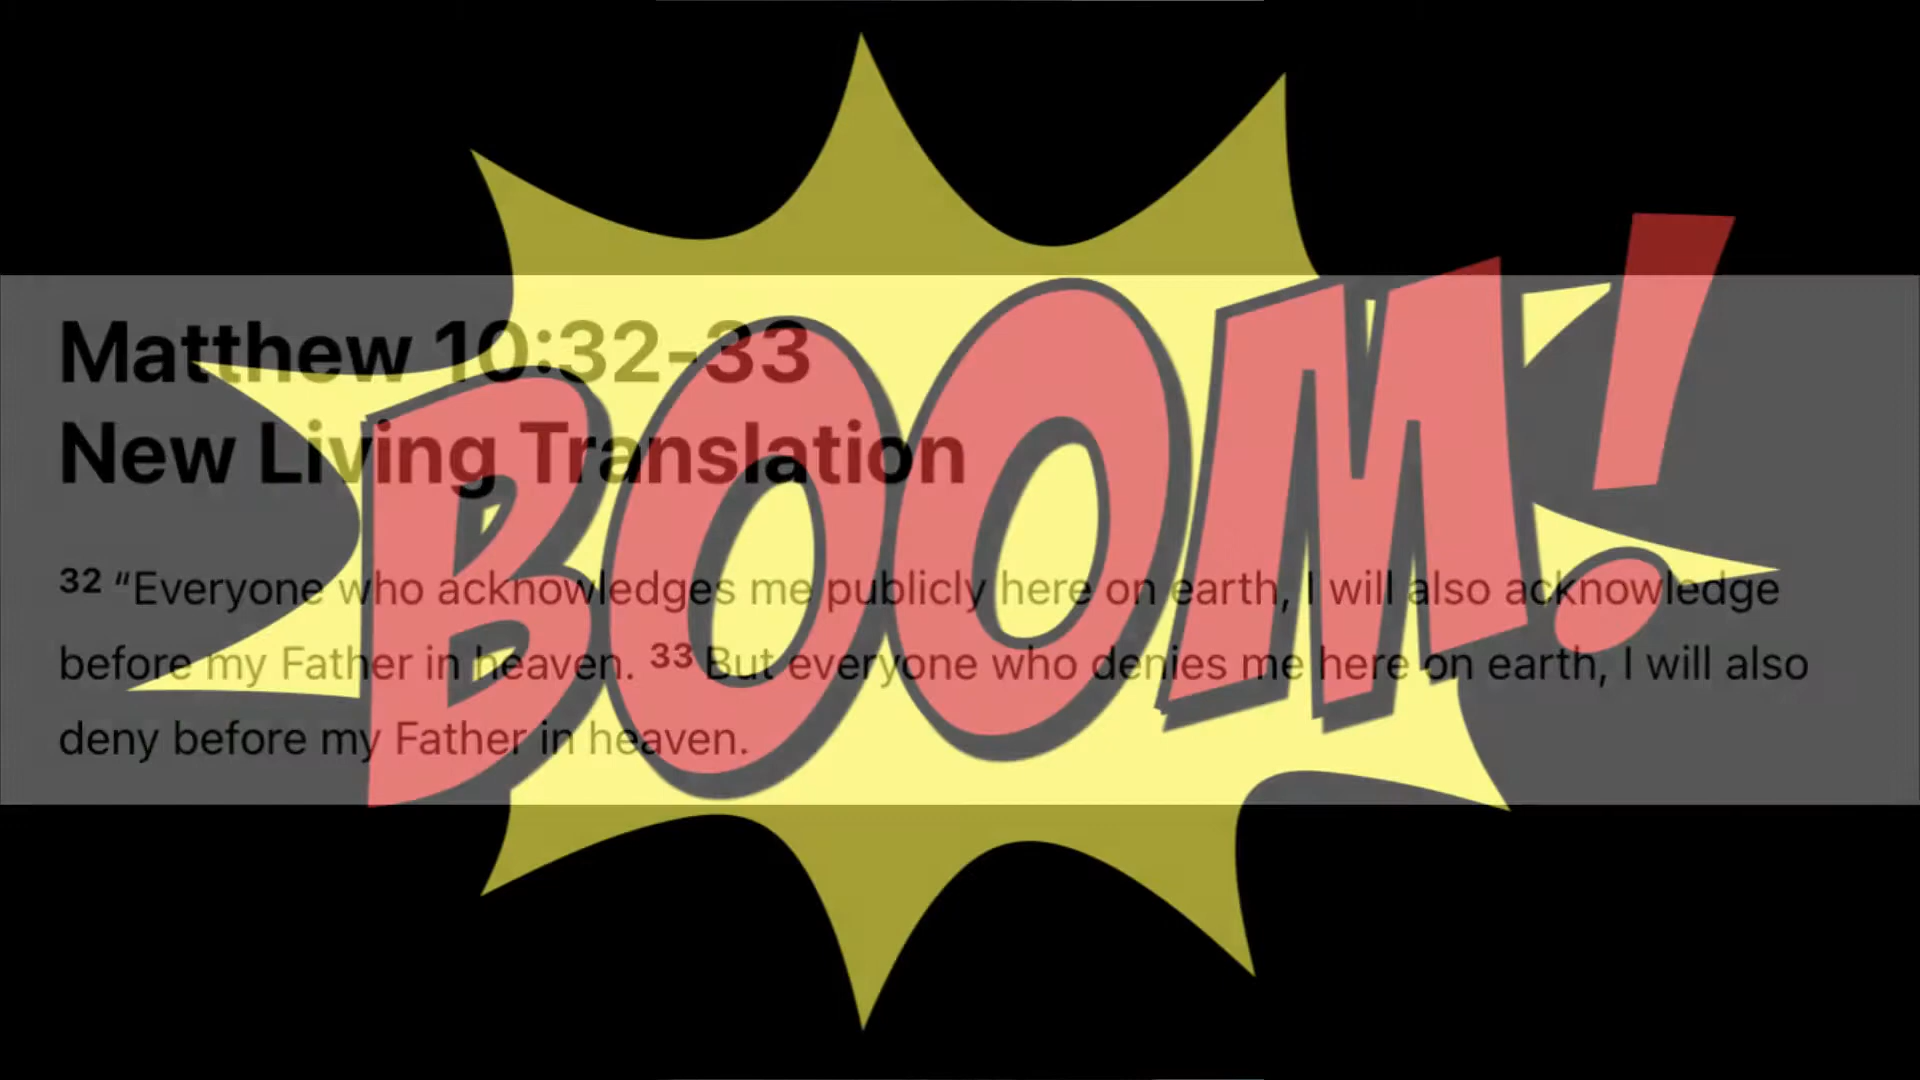 Matthew 10:32-33
New Living Translation
BOOM!
32 “Everyone who acknowledges me publicly here on earth, I will also acknowledge
before my Father in heaven. 33 But everyone who denies me here on earth, I will also
deny before my Father in heaven.